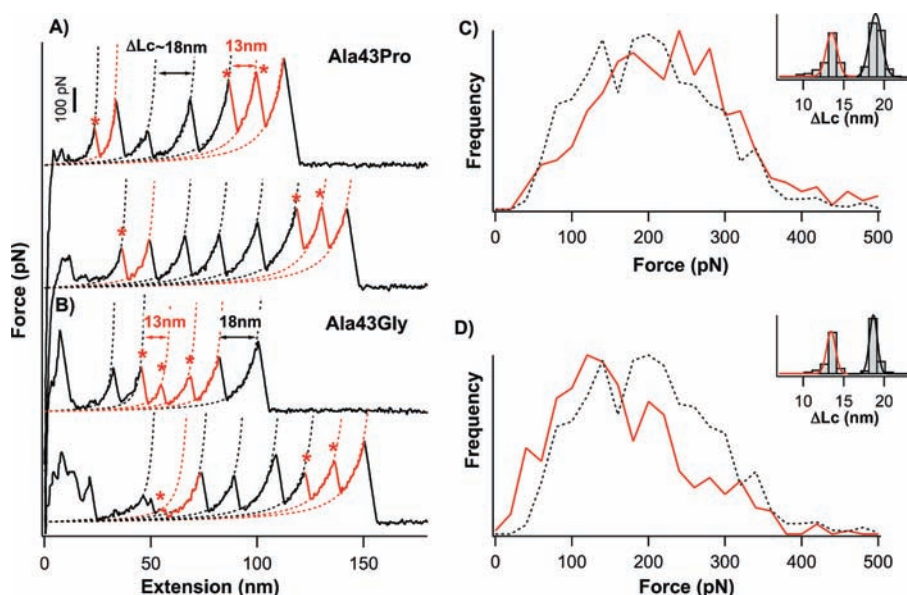 A)
ΔLc~18nm
13nm
Ala43Pro
100 pN
* * *
* * *
B)
13nm
18nm
Ala43Gly
* * *
* * *
Force (pN)
0 50 100 150
Extension (nm)
C)
Frequency
0 100 200 300 400 500
Force (pN)
10 15 20
ΔLc (nm)
D)
Frequency
0 100 200 300 400 500
Force (pN)
10 15 20
ΔLc (nm)